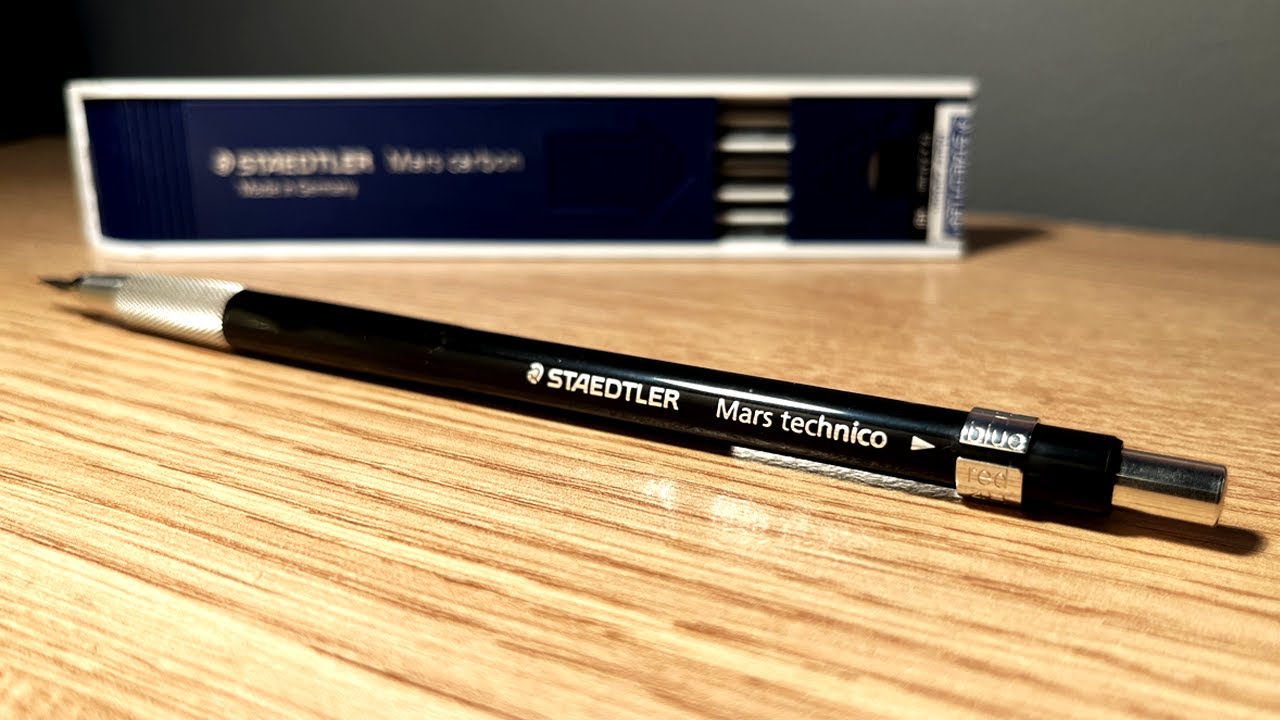 STAEDTLER Mars carbon
Made in Germany
STAEDTLER Mars technico
blue
red